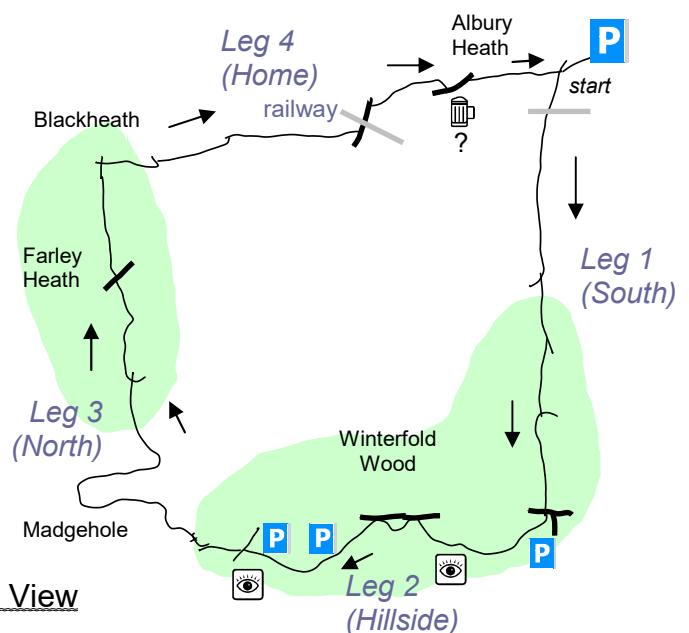 Albury
Heath
P
Leg 4
(Home)
start
railway
Blackheath
?
Leg 1
(South)
Farley
Heath
Leg 3
(North)
Winterfold
Wood
Madgehole
P
P
P
Leg 2
(Hillside)
View